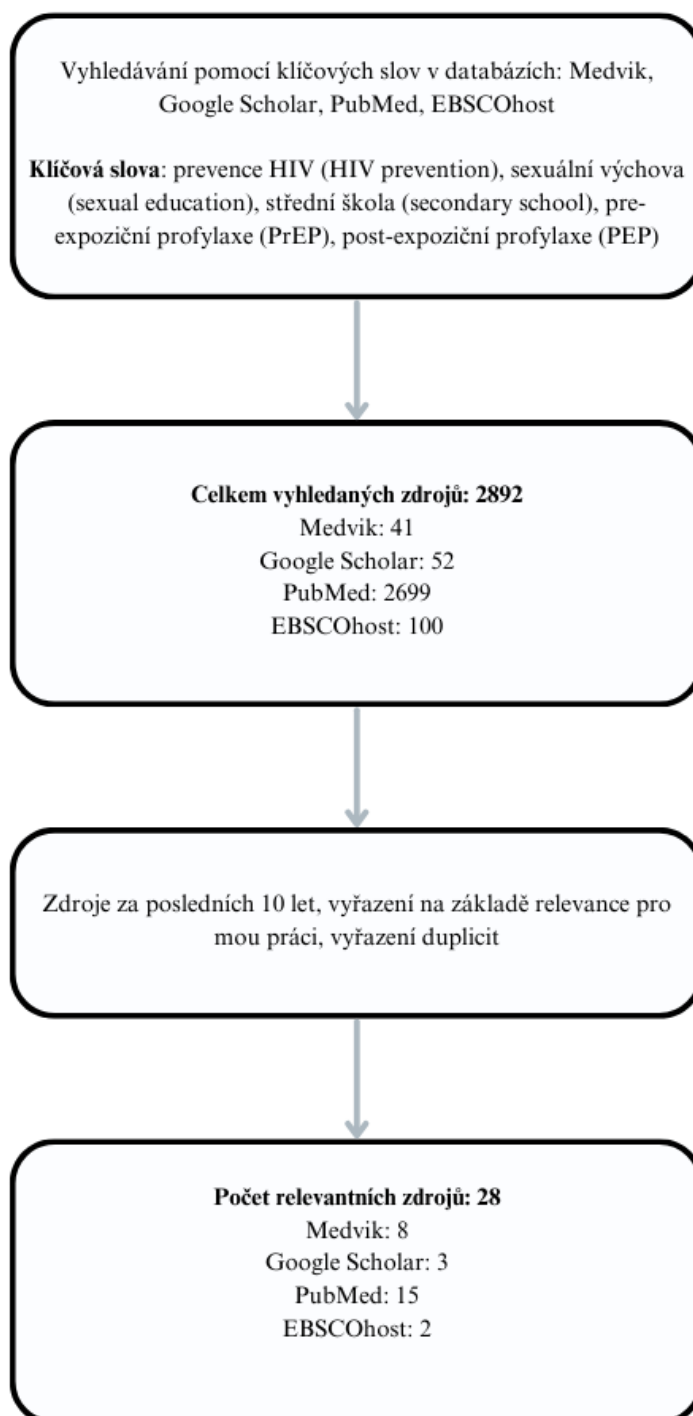 Vyhledávání pomocí klíčových slov v databázích: Medvik,
Google Scholar, PubMed, EBSCOhost
Klíčová slova: prevence HIV (HIV prevention), sexuální výchova
(sexual education), střední škola (secondary school), pre-
expoziční profylaxe (PrEP), post-expoziční profylaxe (PEP)
Celkem vyhledaných zdrojů: 2892
Medvik: 41
Google Scholar: 52
PubMed: 2699
EBSCOhost: 100
Zdroje za posledních 10 let, vyřazení na základě relevance pro
mou práci, vyřazení duplicit
Počet relevantních zdrojů: 28
Medvik: 8
Google Scholar: 3
PubMed: 15
EBSCOhost: 2